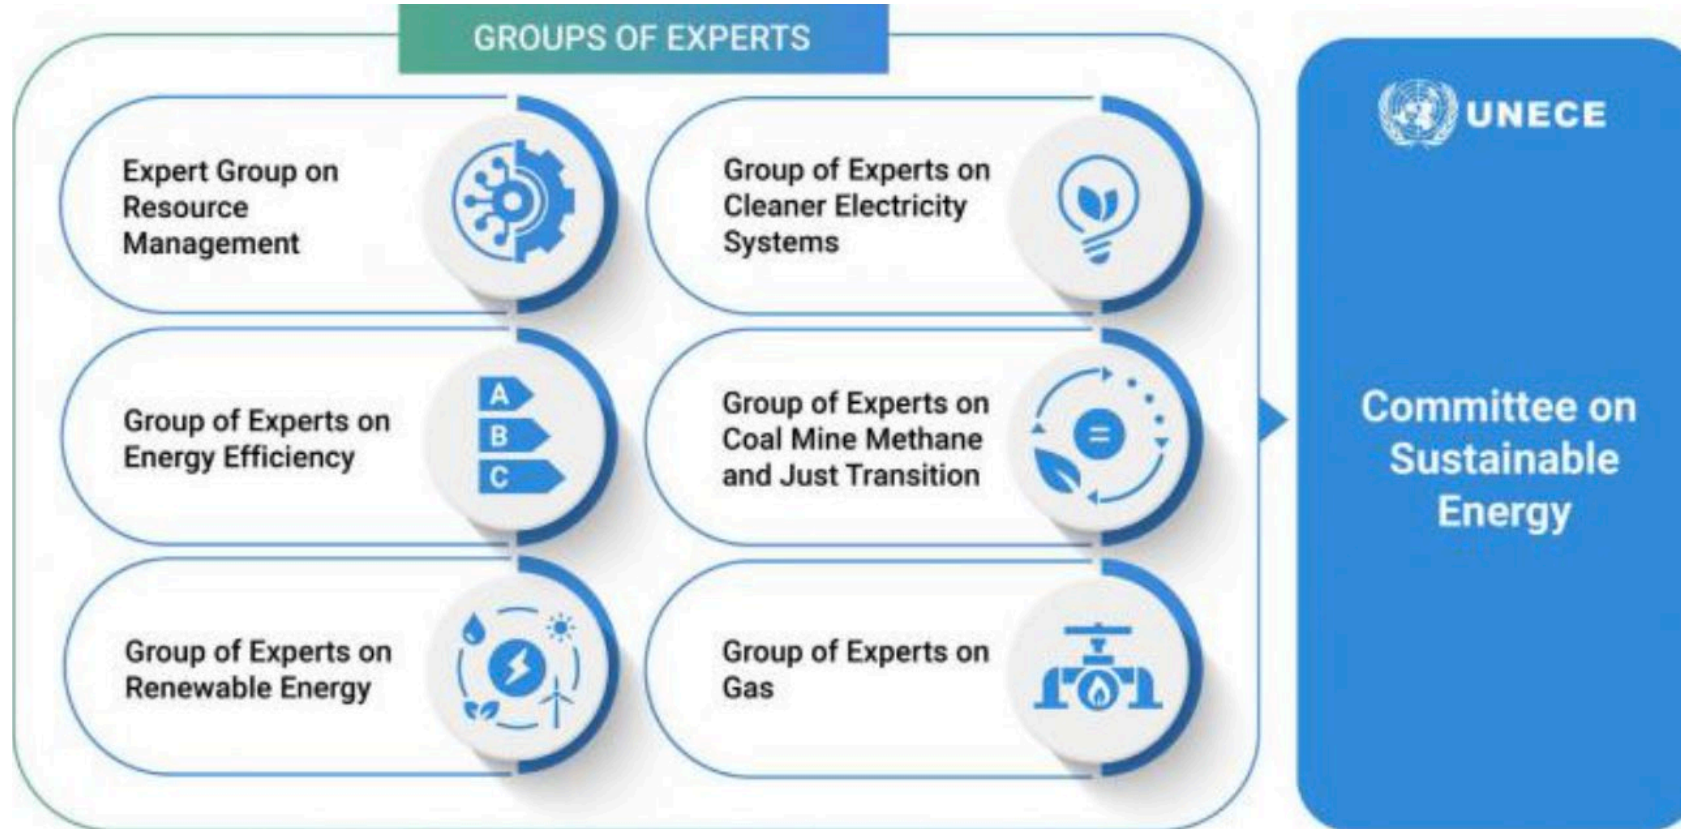 GROUPS OF EXPERTS
Expert Group on
Resource
Management
Group of Experts on
Cleaner Electricity
Systems
Group of Experts on
Energy Efficiency
A
B
C
Group of Experts on
Coal Mine Methane
and Just Transition
=
Group of Experts on
Renewable Energy
Group of Experts on
Gas
UNECE
Committee on
Sustainable
Energy